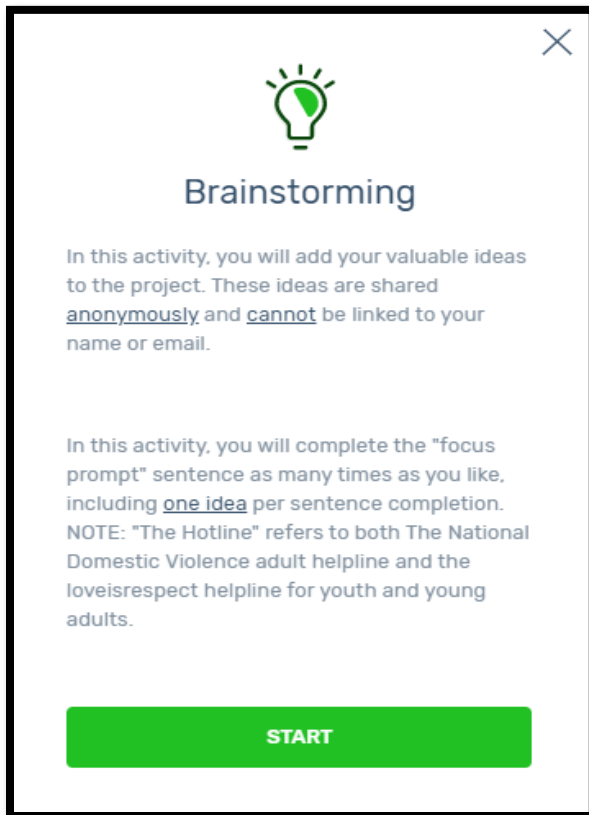 Brainstorming
In this activity, you will add your valuable ideas
to the project. These ideas are shared
anonymously and cannot be linked to your
name or email.
In this activity, you will complete the "focus
prompt" sentence as many times as you like,
including one idea per sentence completion.
NOTE: "The Hotline" refers to both The National
Domestic Violence adult helpline and the
loveisrespect helpline for youth and young
adults.
START